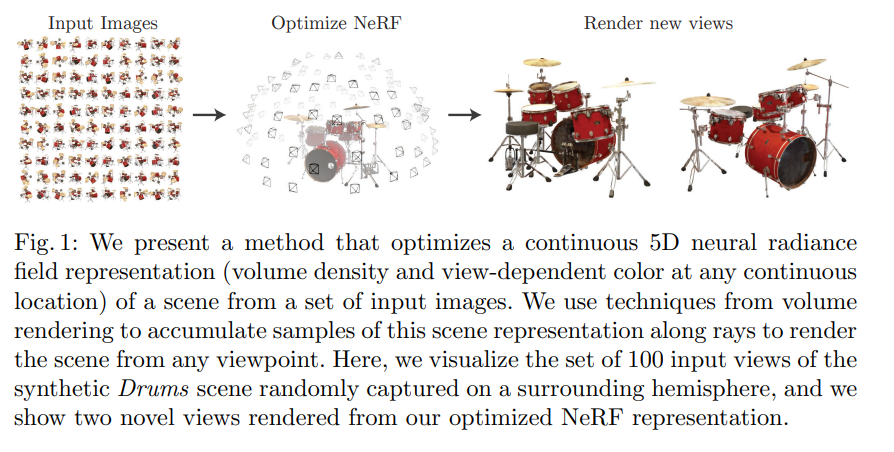 Input Images
Optimize NeRF
Render new views
Fig. 1: We present a method that optimizes a continuous 5D neural radiance
field representation (volume density and view-dependent color at any continuous
location) of a scene from a set of input images. We use techniques from volume
rendering to accumulate samples of this scene representation along rays to render
the scene from any viewpoint. Here, we visualize the set of 100 input views of the
synthetic Drums scene randomly captured on a surrounding hemisphere, and we
show two novel views rendered from our optimized NeRF representation.